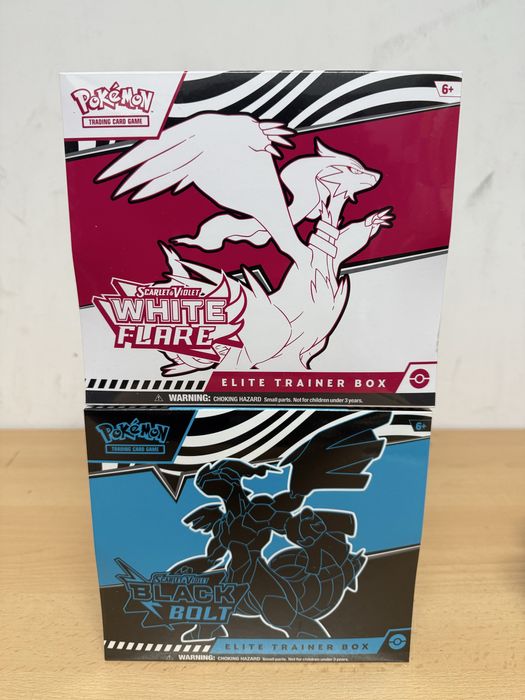 Pokémon
TRADING CARD GAME
6+
SCARLET & VIOLET
WHITE
FLARE
ELITE TRAINER BOX
WARNING: CHOKING HAZARD Small parts. Not for children under 3 years.
Pokémon
TRADING CARD GAME
6+
SCARLET & VIOLET
BLACK
BOLT
ELITE TRAINER BOX
WARNING: CHOKING HAZARD Small parts. Not for children under 3 years.